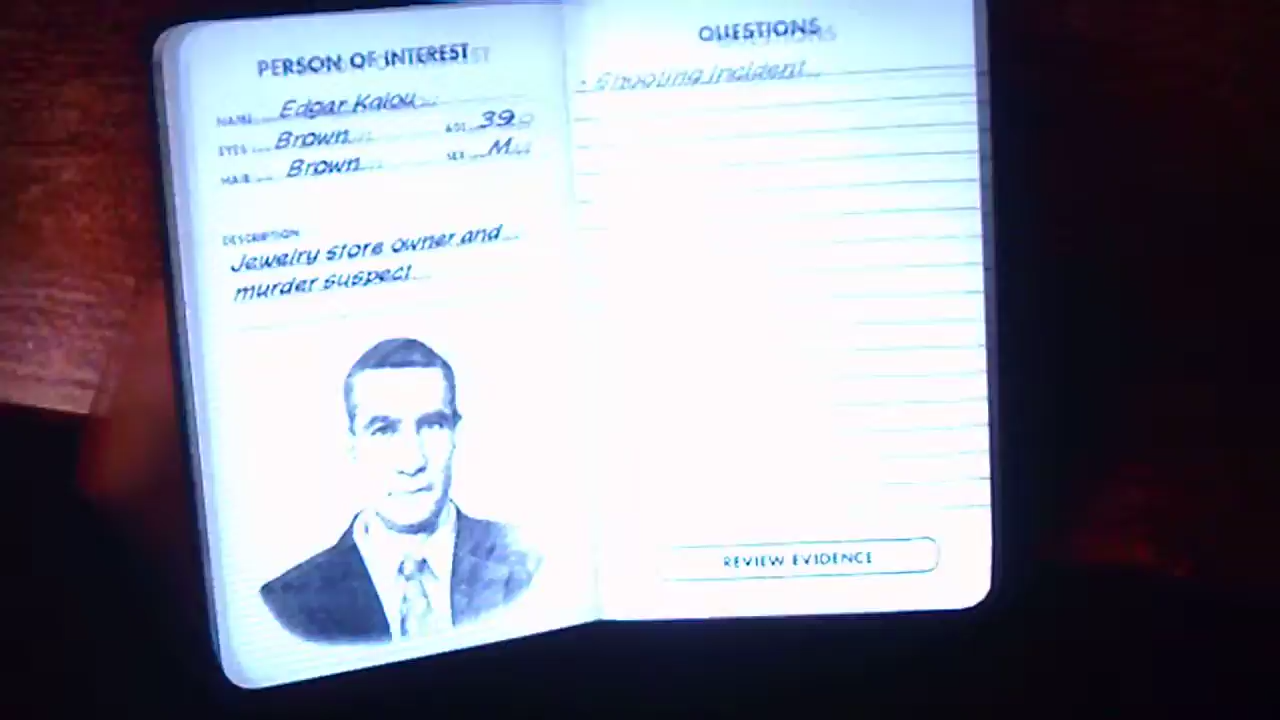 PERSON OF INTEREST
NAME Edgar Kalou
EYES Brown AGE 39
HAIR Brown SEX M
DESCRIPTION
Jewelry store owner and
murder suspect
QUESTIONS
- Shooting incident
REVIEW EVIDENCE